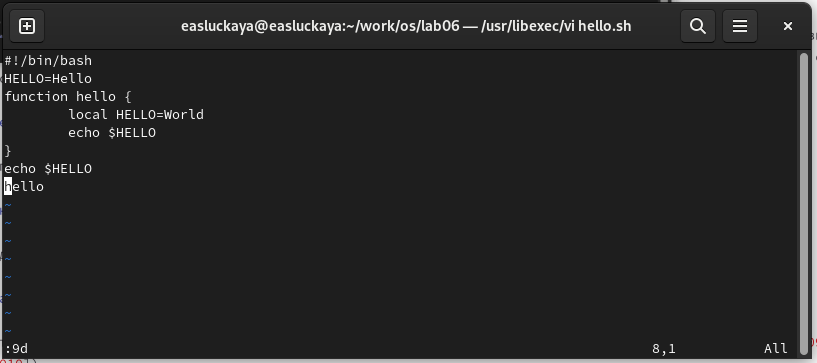 easluckaya@easluckaya:~/work/os/lab06 — /usr/libexec/vi hello.sh
#!/bin/bash
HELLO=Hello
function hello {
        local HELLO=World
        echo $HELLO
}
echo $HELLO
hello
~
~
~
~
~
~
~
~
:9d 8,1 All